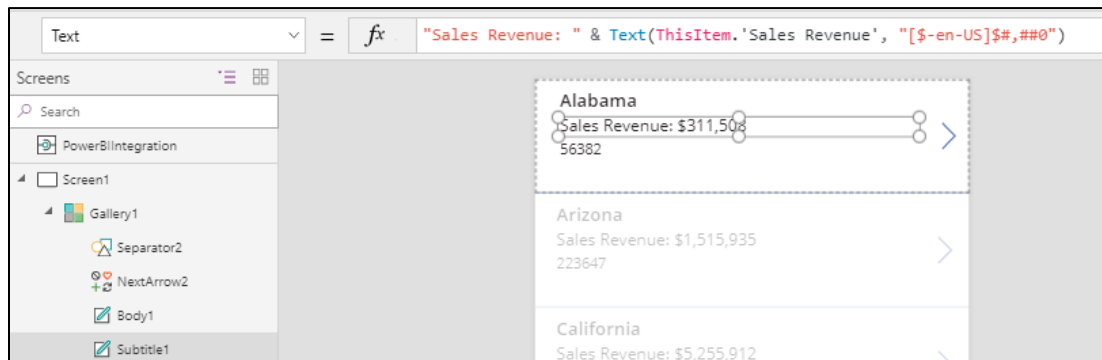 Text = fx "Sales Revenue: " & Text(ThisItem.'Sales Revenue', "[$-en-US]$#,##0")
Screens
Search
PowerBIIntegration
Screen1
Gallery1
Separator2
NextArrow2
Body1
Subtitle1
Alabama
Sales Revenue: $311,508
56382
Arizona
Sales Revenue: $1,515,935
223647
California
Sales Revenue: $5,255,912